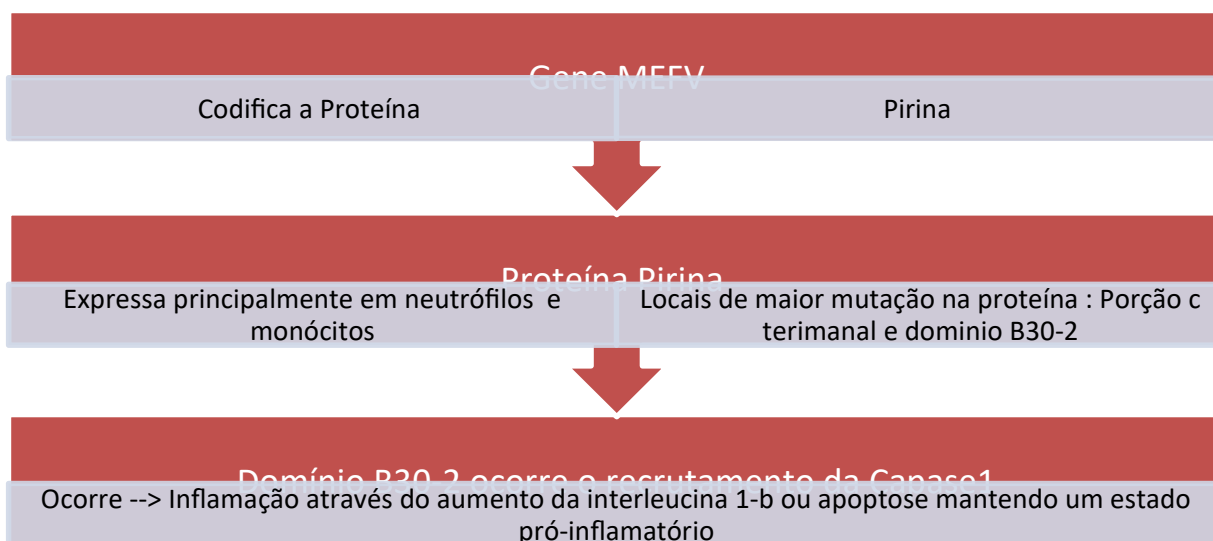 Gene MEFV
Codifica a Proteína
Pirina
Proteína Pirina
Expressa principalmente em neutrófilos e
monócitos
Locais de maior mutação na proteína : Porção c
terimanal e dominio B30-2
Domínio B30-2 ocorre o recrutamento da Capase1
Ocorre --> Inflamação através do aumento da interleucina 1-b ou apoptose mantendo um estado
pró-inflamatório